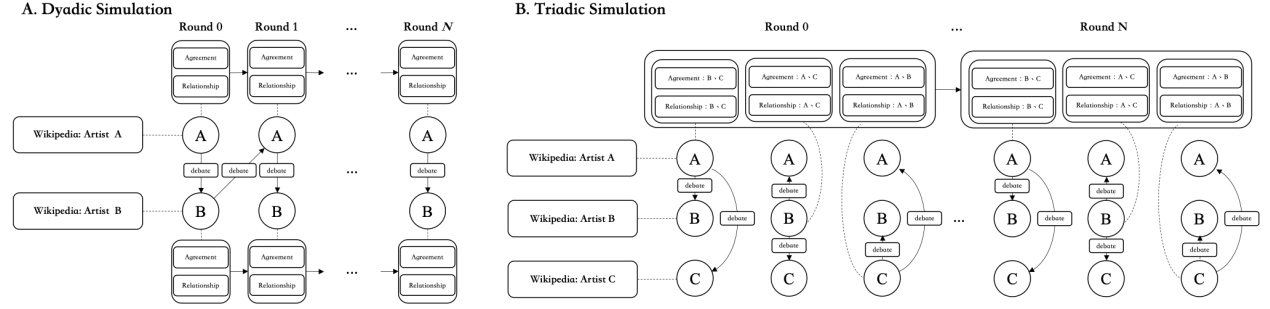 A. Dyadic Simulation
Round 0 Round 1 ... Round N
Agreement Agreement Agreement
...
Relationship Relationship Relationship
Wikipedia: Artist A
A A A
debate debate debate ... debate
Wikipedia: Artist B
B B B
Agreement Agreement Agreement
...
Relationship Relationship Relationship
B. Triadic Simulation
Round 0 ... Round N
Agreement：B、C Agreement：A、C Agreement：A、B Agreement：B、C Agreement：A、C Agreement：A、B
Relationship：B、C Relationship：A、C Relationship：A、B Relationship：B、C Relationship：A、C Relationship：A、B
Wikipedia: Artist A
A A A A A A
debate debate debate debate
Wikipedia: Artist B
B B B B B B
debate debate ... debate debate
debate debate debate debate
Wikipedia: Artist C
C C C C C C